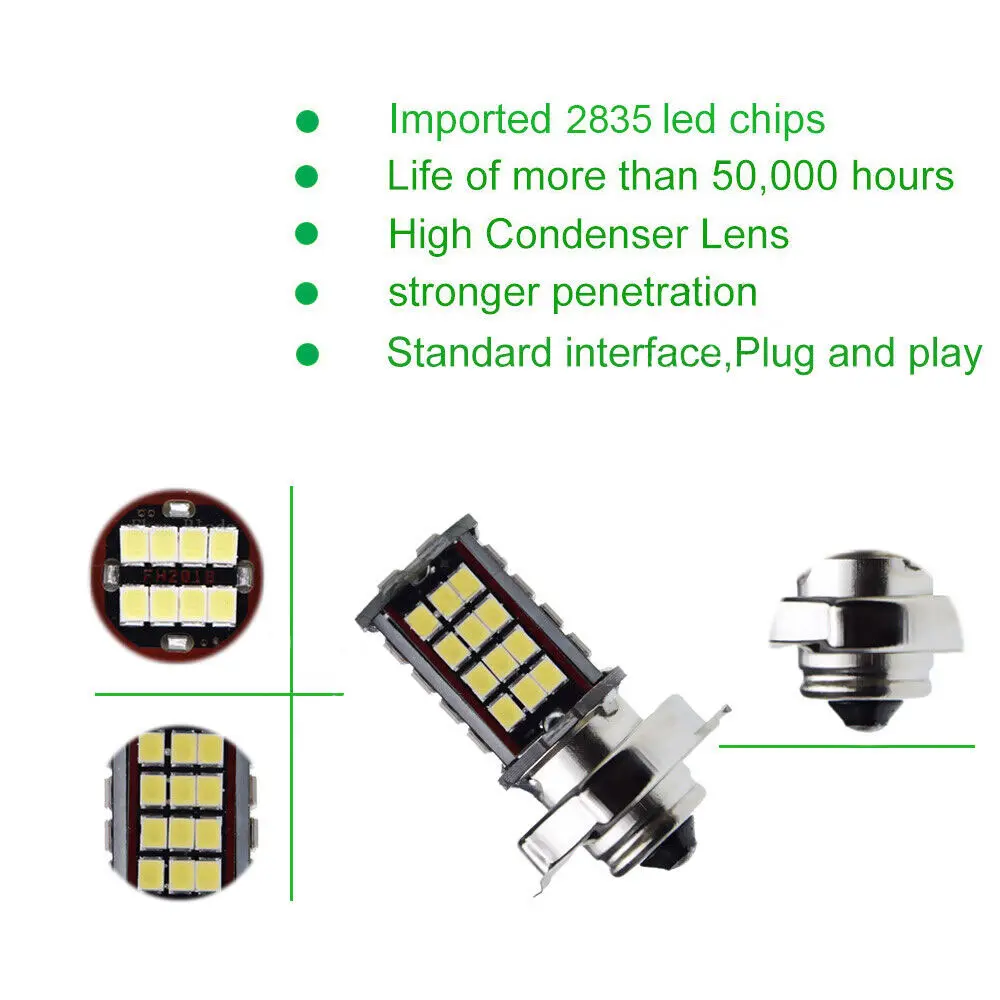 Imported 2835 led chips
Life of more than 50,000 hours
High Condenser Lens
stronger penetration
Standard interface,Plug and play
FH2018